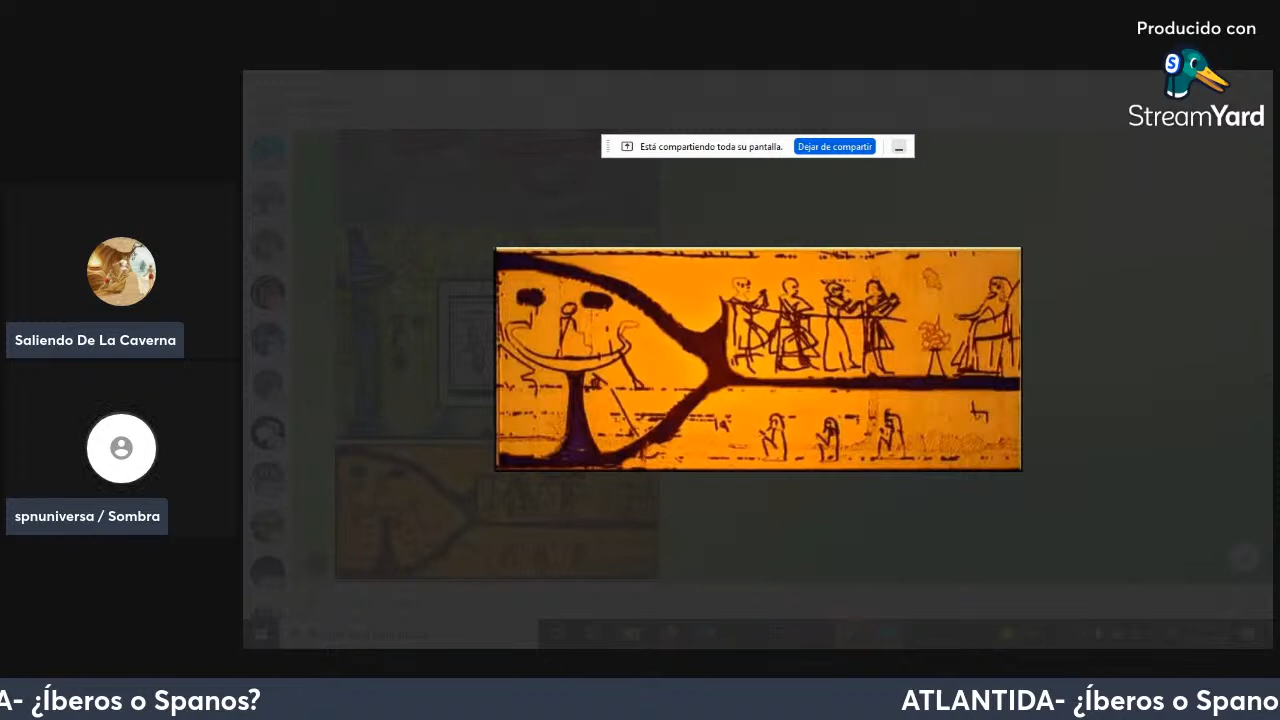 Producido con
StreamYard
Está compartiendo toda su pantalla. Dejar de compartir
Saliendo De La Caverna
spnuniversa / Sombra
A- ¿Íberos o Spanos? ATLANTIDA- ¿Íberos o Spano